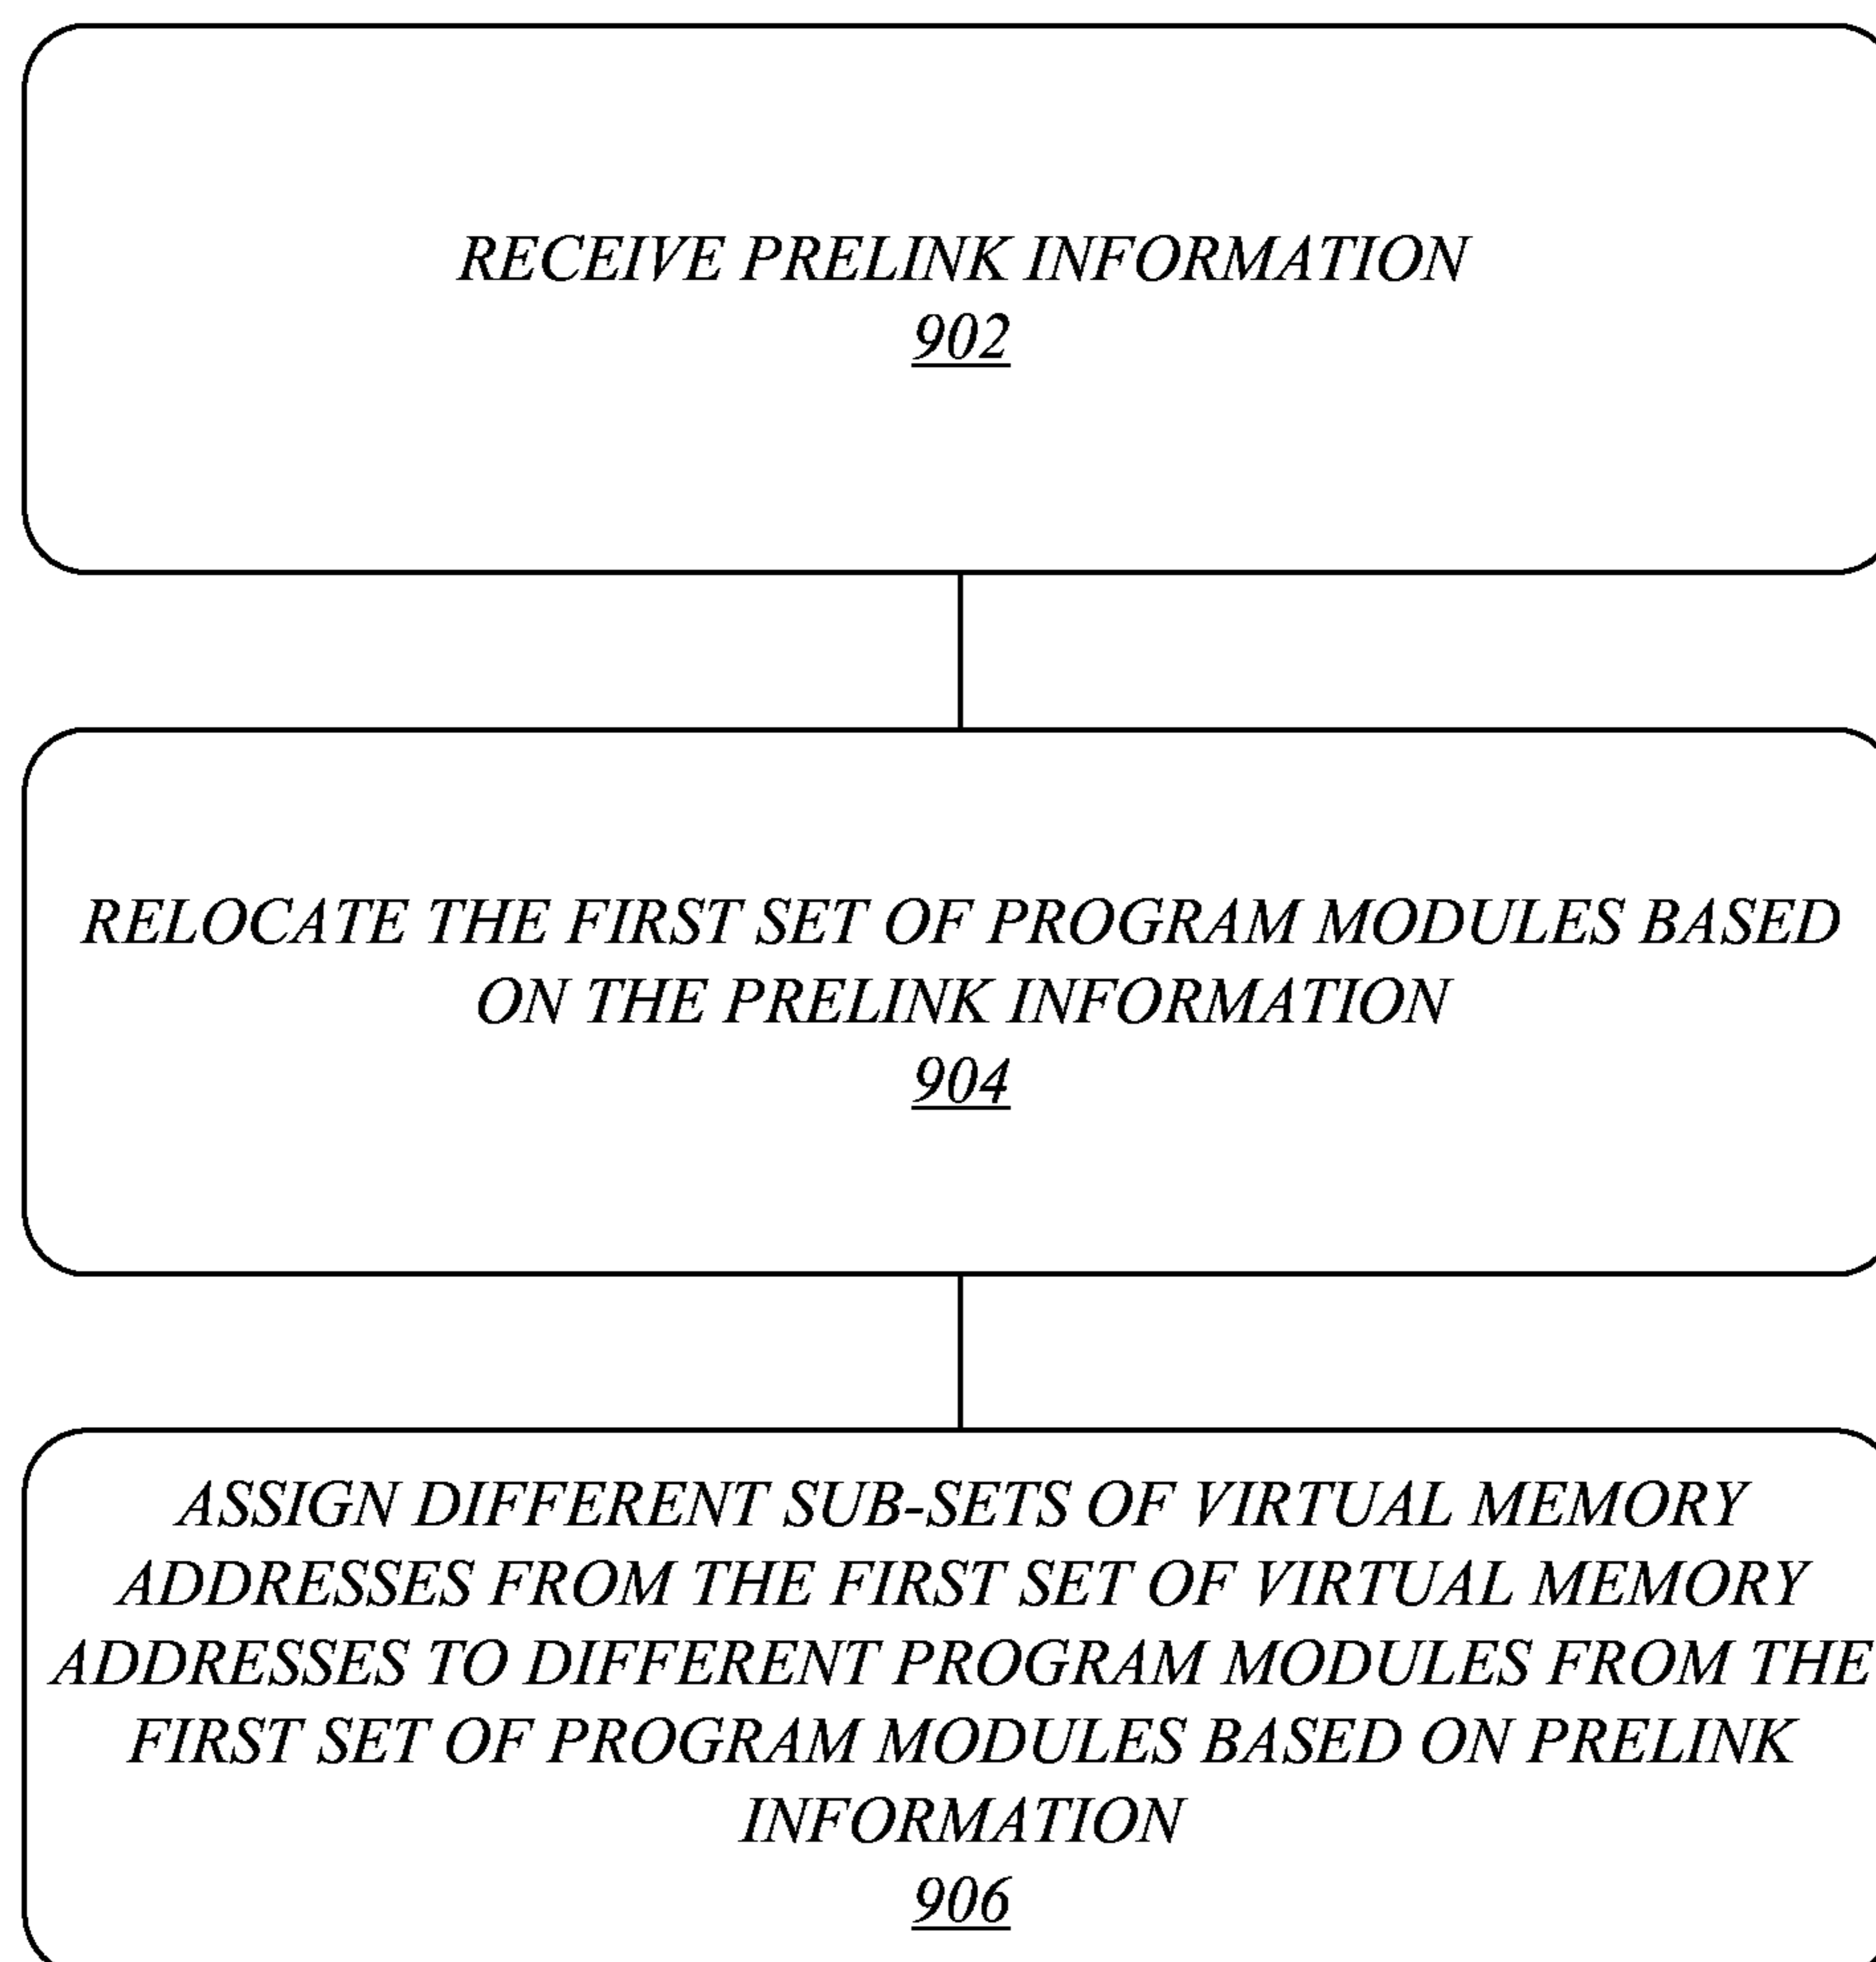 RECEIVE PRELINK INFORMATION
902
RELOCATE THE FIRST SET OF PROGRAM MODULES BASED
ON THE PRELINK INFORMATION
904
ASSIGN DIFFERENT SUB-SETS OF VIRTUAL MEMORY
ADDRESSES FROM THE FIRST SET OF VIRTUAL MEMORY
ADDRESSES TO DIFFERENT PROGRAM MODULES FROM THE
FIRST SET OF PROGRAM MODULES BASED ON PRELINK
INFORMATION
906